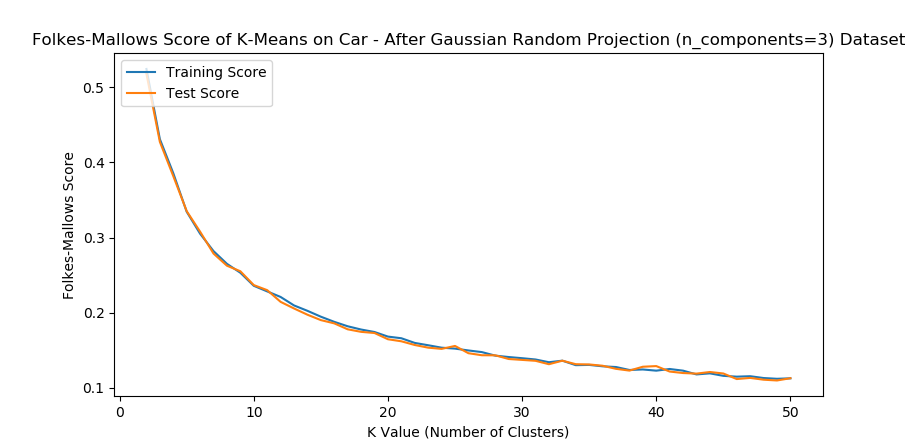 Folkes-Mallows Score of K-Means on Car - After Gaussian Random Projection (n_components=3) Dataset
Training Score
Test Score
Folkes-Mallows Score
0.5
0.4
0.3
0.2
0.1
0 10 20 30 40 50
K Value (Number of Clusters)